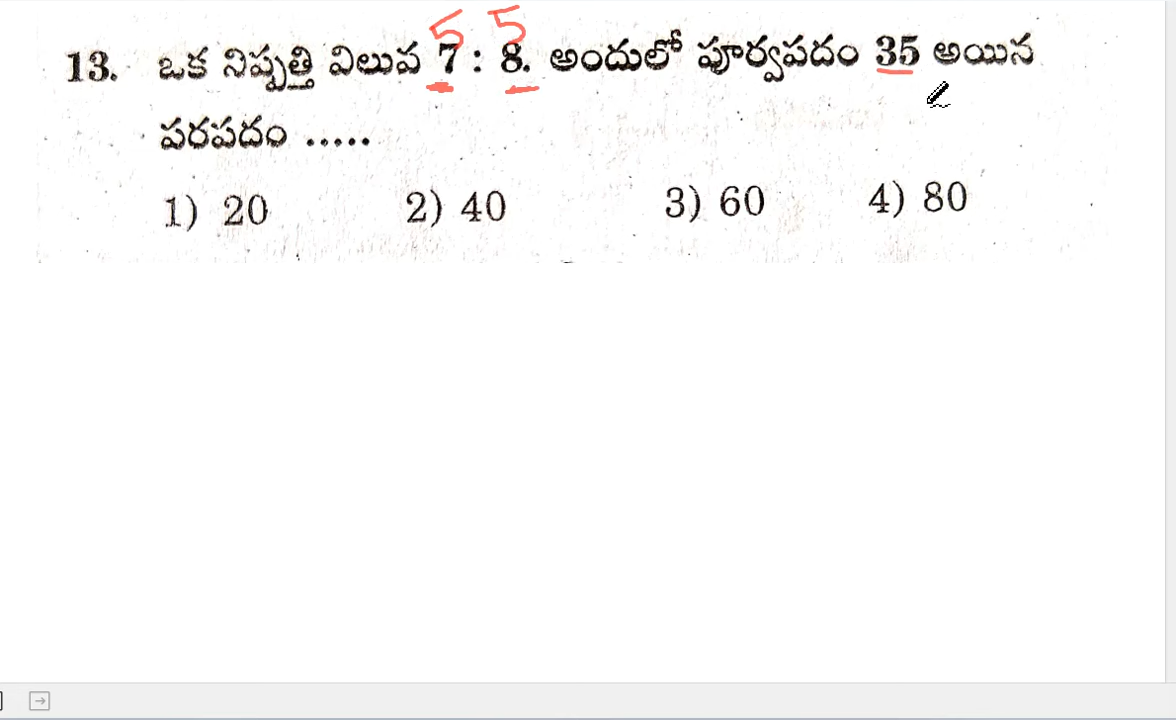 5 5
13. ఒక నిష్పత్తి విలువ 7 : 8. అందులో పూర్వపదం 35 అయిన
పరపదం .....
1) 20 2) 40 3) 60 4) 80